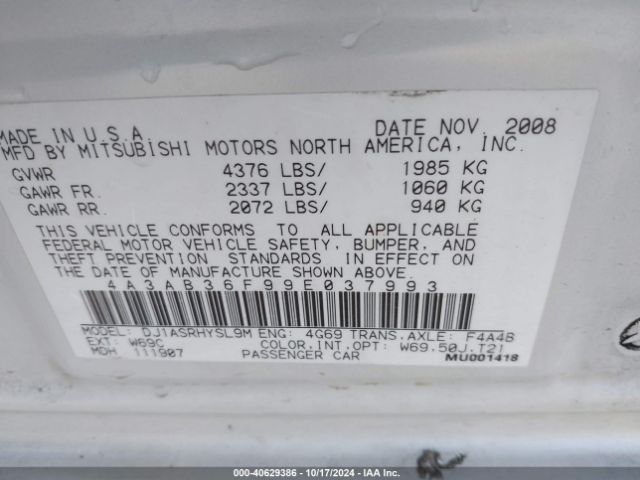 MADE IN U.S.A. DATE NOV. 2008
MFD BY MITSUBISHI MOTORS NORTH AMERICA, INC.
GVWR 4376 LBS/ 1985 KG
GAWR FR. 2337 LBS/ 1060 KG
GAWR RR. 2072 LBS/ 940 KG
THIS VEHICLE CONFORMS TO ALL APPLICABLE
FEDERAL MOTOR VEHICLE SAFETY, BUMPER, AND
THEFT PREVENTION STANDARDS IN EFFECT ON
THE DATE OF MANUFACTURE SHOWN ABOVE.
4A3AB36F99E037993
MODEL: DJ1ASRHYSL9M ENG: 4G69 TRANS.AXLE: F4A4B
EXT: W69C COLOR.INT.OPT: W69.50J.T21
MDH 111907 PASSENGER CAR
MU001418
000-40629386 - 10/17/2024 - IAA Inc.